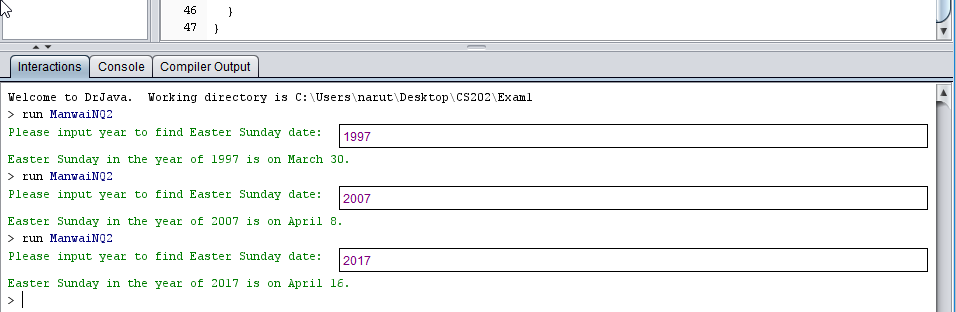 46 }
47 }
Interactions Console Compiler Output
Welcome to DrJava. Working directory is C:\Users\narut\Desktop\CS202\Exam1
> run ManwaiNQ2
Please input year to find Easter Sunday date: 1997
Easter Sunday in the year of 1997 is on March 30.
> run ManwaiNQ2
Please input year to find Easter Sunday date: 2007
Easter Sunday in the year of 2007 is on April 8.
> run ManwaiNQ2
Please input year to find Easter Sunday date: 2017
Easter Sunday in the year of 2017 is on April 16.
>